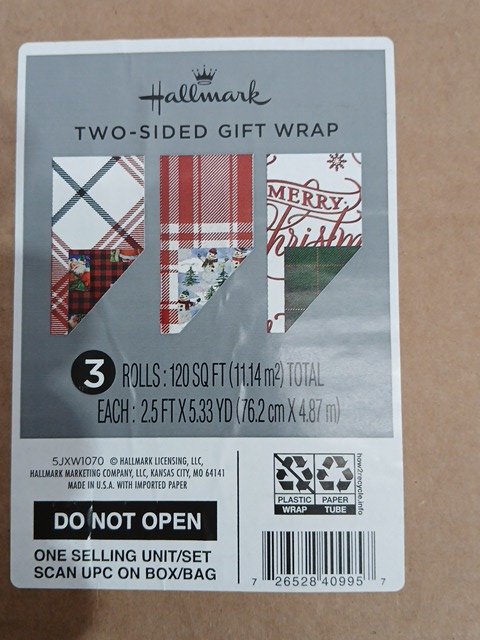 Hallmark
TWO-SIDED GIFT WRAP
MERRY
Christm
3 ROLLS: 120 SQ FT (11.14 m²) TOTAL
EACH: 2.5 FT X 5.33 YD (76.2 cm X 4.87 m)
5JXW1070 © HALLMARK LICENSING, LLC,
HALLMARK MARKETING COMPANY, LLC, KANSAS CITY, MO 64141
MADE IN U.S.A. WITH IMPORTED PAPER
DO NOT OPEN
ONE SELLING UNIT/SET
SCAN UPC ON BOX/BAG
PLASTIC WRAP
PAPER TUBE
how2recycle.info
7 26528 40995 7